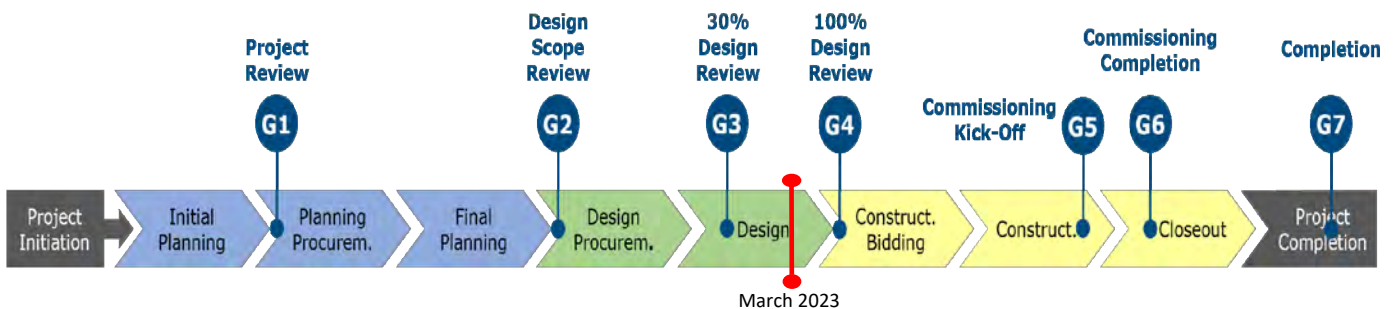 Project
Review
Design
Scope
Review
30%
Design
Review
100%
Design
Review
Commissioning
Kick-Off
Commissioning
Completion
Completion
G1
G2
G3
G4
G5
G6
G7
Project
Initiation
Initial
Planning
Planning
Procurem.
Final
Planning
Design
Procurem.
Design
Construct.
Bidding
Construct.
Closeout
Project
Completion
March 2023